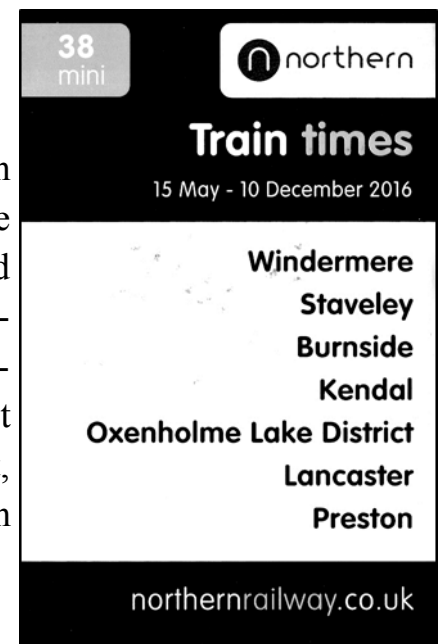 38
mini
northern
Train times
15 May - 10 December 2016
Windermere
Staveley
Burnside
Kendal
Oxenholme Lake District
Lancaster
Preston
northernrailway.co.uk